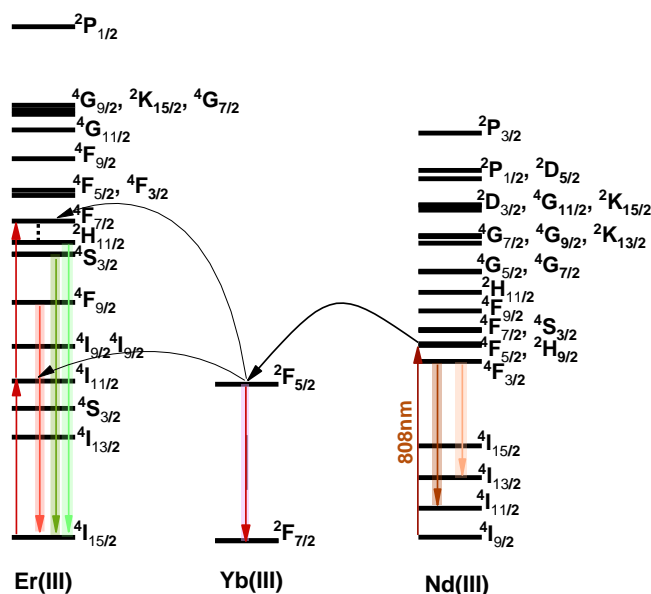 ²P₁/₂
⁴G₉/₂, ²K₁₅/₂, ⁴G₇/₂
⁴G₁₁/₂
⁴F₉/₂
⁴F₅/₂, ⁴F₃/₂
⁴F₇/₂
²H₁₁/₂
⁴S₃/₂
⁴F₉/₂
⁴I₉/₂ ⁴I₉/₂
⁴I₁₁/₂
⁴S₃/₂
⁴I₁₃/₂
⁴I₁₅/₂
Er(III)
²F₅/₂
²F₇/₂
Yb(III)
²P₃/₂
²P₁/₂, ²D₅/₂
²D₃/₂, ⁴G₁₁/₂, ²K₁₅/₂
⁴G₇/₂, ⁴G₉/₂, ²K₁₃/₂
⁴G₅/₂, ⁴G₇/₂
²H₁₁/₂
⁴F₉/₂
⁴F₇/₂, ⁴S₃/₂
⁴F₅/₂, ²H₉/₂
⁴F₃/₂
808nm
⁴I₁₅/₂
⁴I₁₃/₂
⁴I₁₁/₂
⁴I₉/₂
Nd(III)